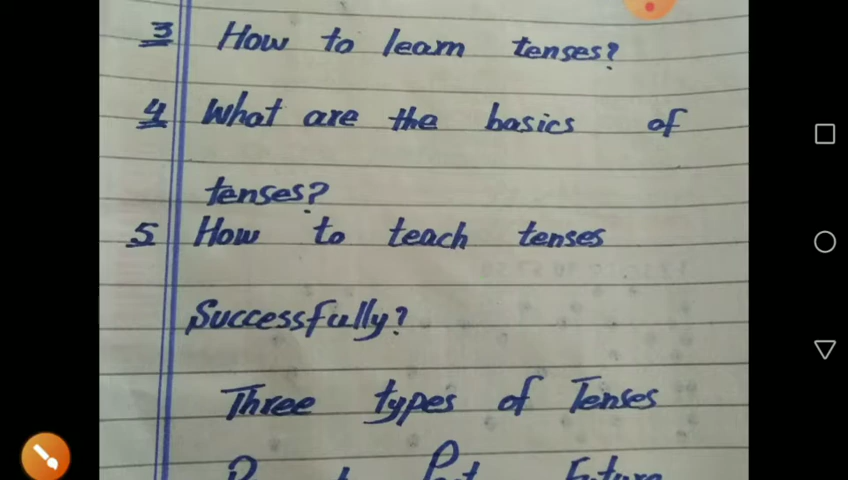 3 How to learn tenses?
4 What are the basics of
tenses?
5 How to teach tenses
Successfully?
Three types of Tenses